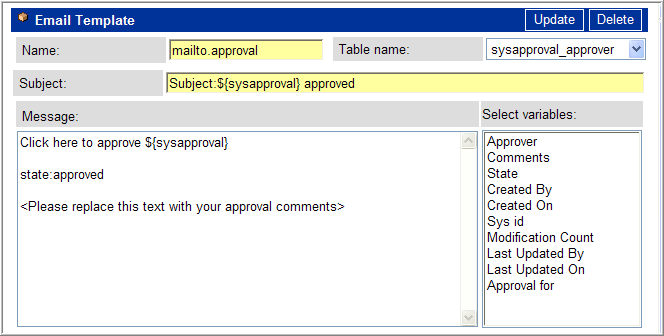 Email Template Update Delete
Name: mailto.approval Table name: sysapproval_approver
Subject: Subject:${sysapproval} approved
Message: Select variables:
Click here to approve ${sysapproval}
state:approved
<Please replace this text with your approval comments>
Approver
Comments
State
Created By
Created On
Sys id
Modification Count
Last Updated By
Last Updated On
Approval for